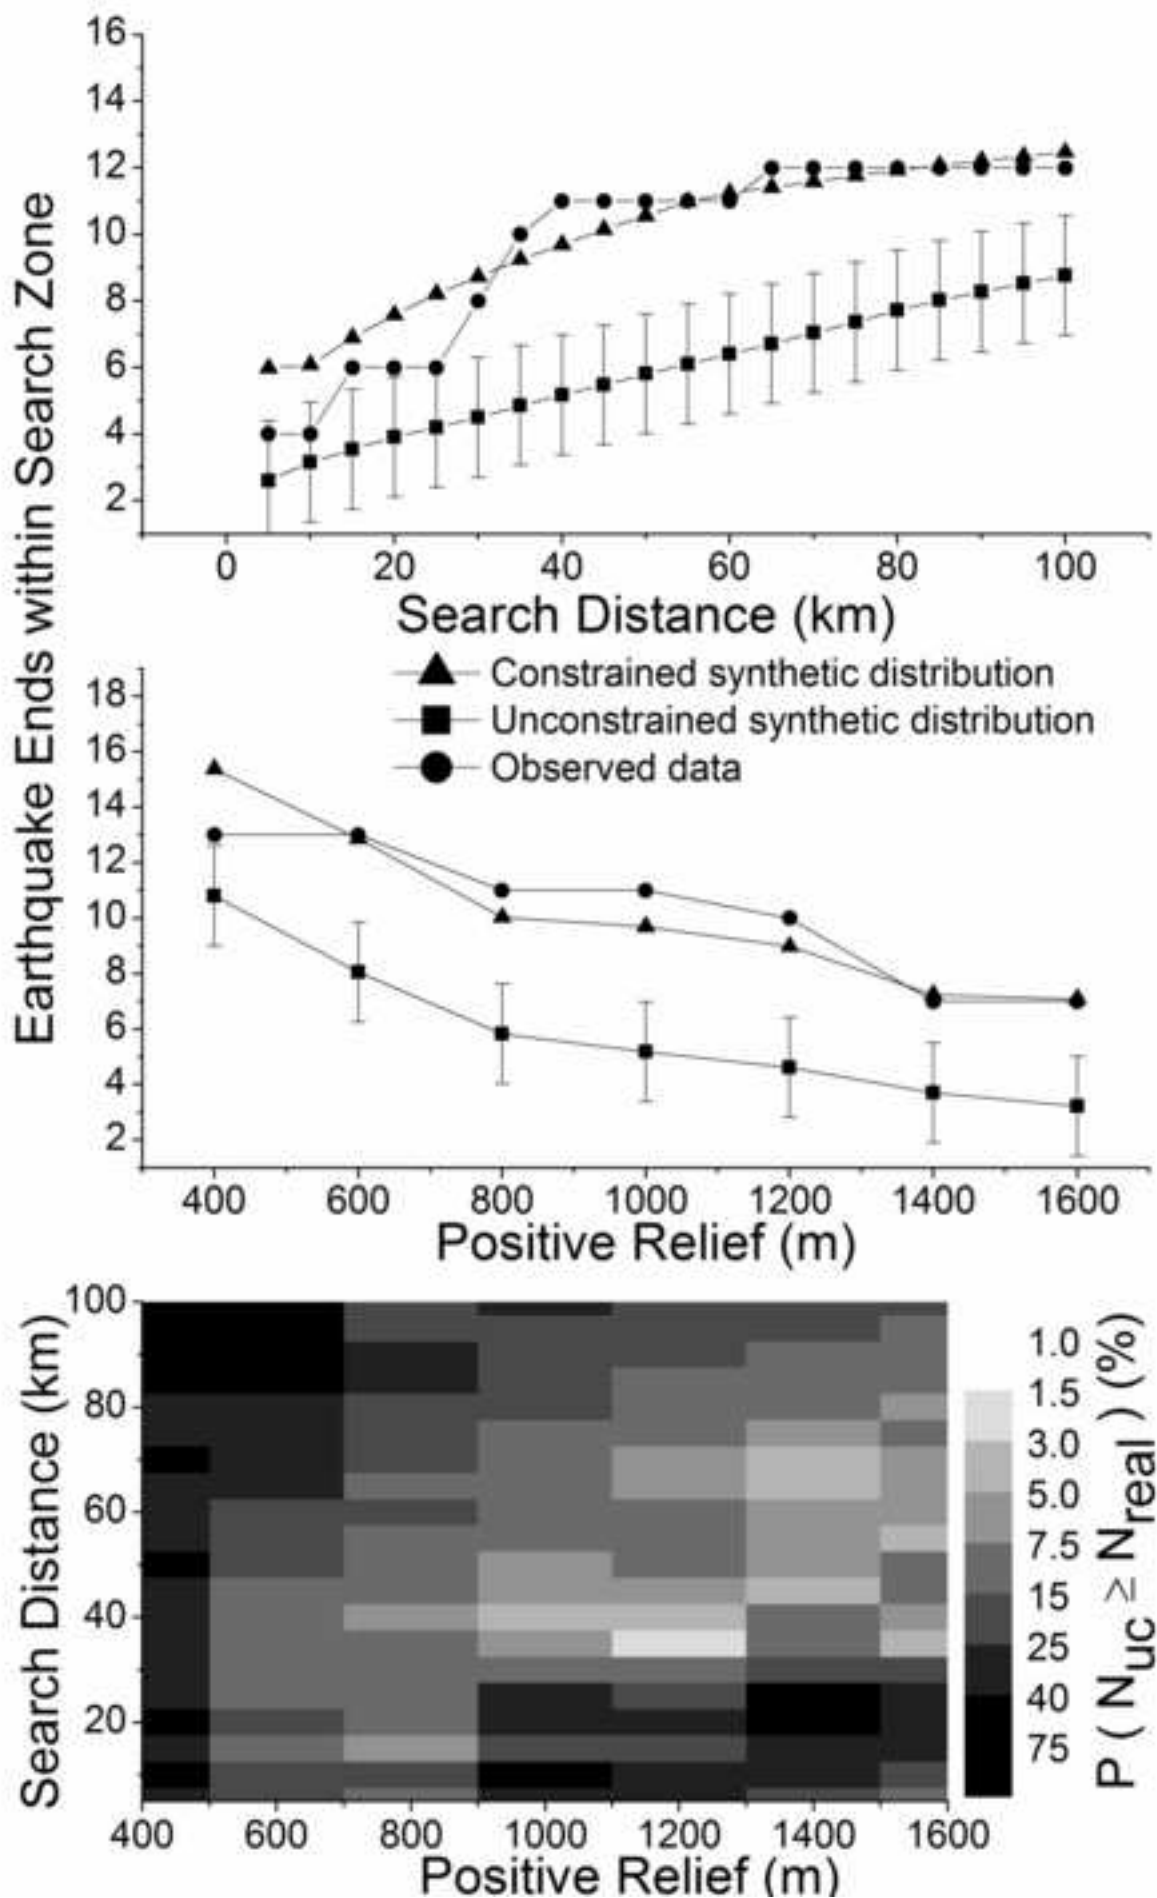 Earthquake Ends within Search Zone
16
14
12
10
8
6
4
2
0 20 40 60 80 100
Search Distance (km)
Constrained synthetic distribution
Unconstrained synthetic distribution
Observed data
18
16
14
12
10
8
6
4
2
400 600 800 1000 1200 1400 1600
Positive Relief (m)
Search Distance (km)
100
80
60
40
20
400 600 800 1000 1200 1400 1600
Positive Relief (m)
1.0
1.5
3.0
5.0
7.5
15
25
40
75
P ( Nuc ≥ Nreal ) (%)